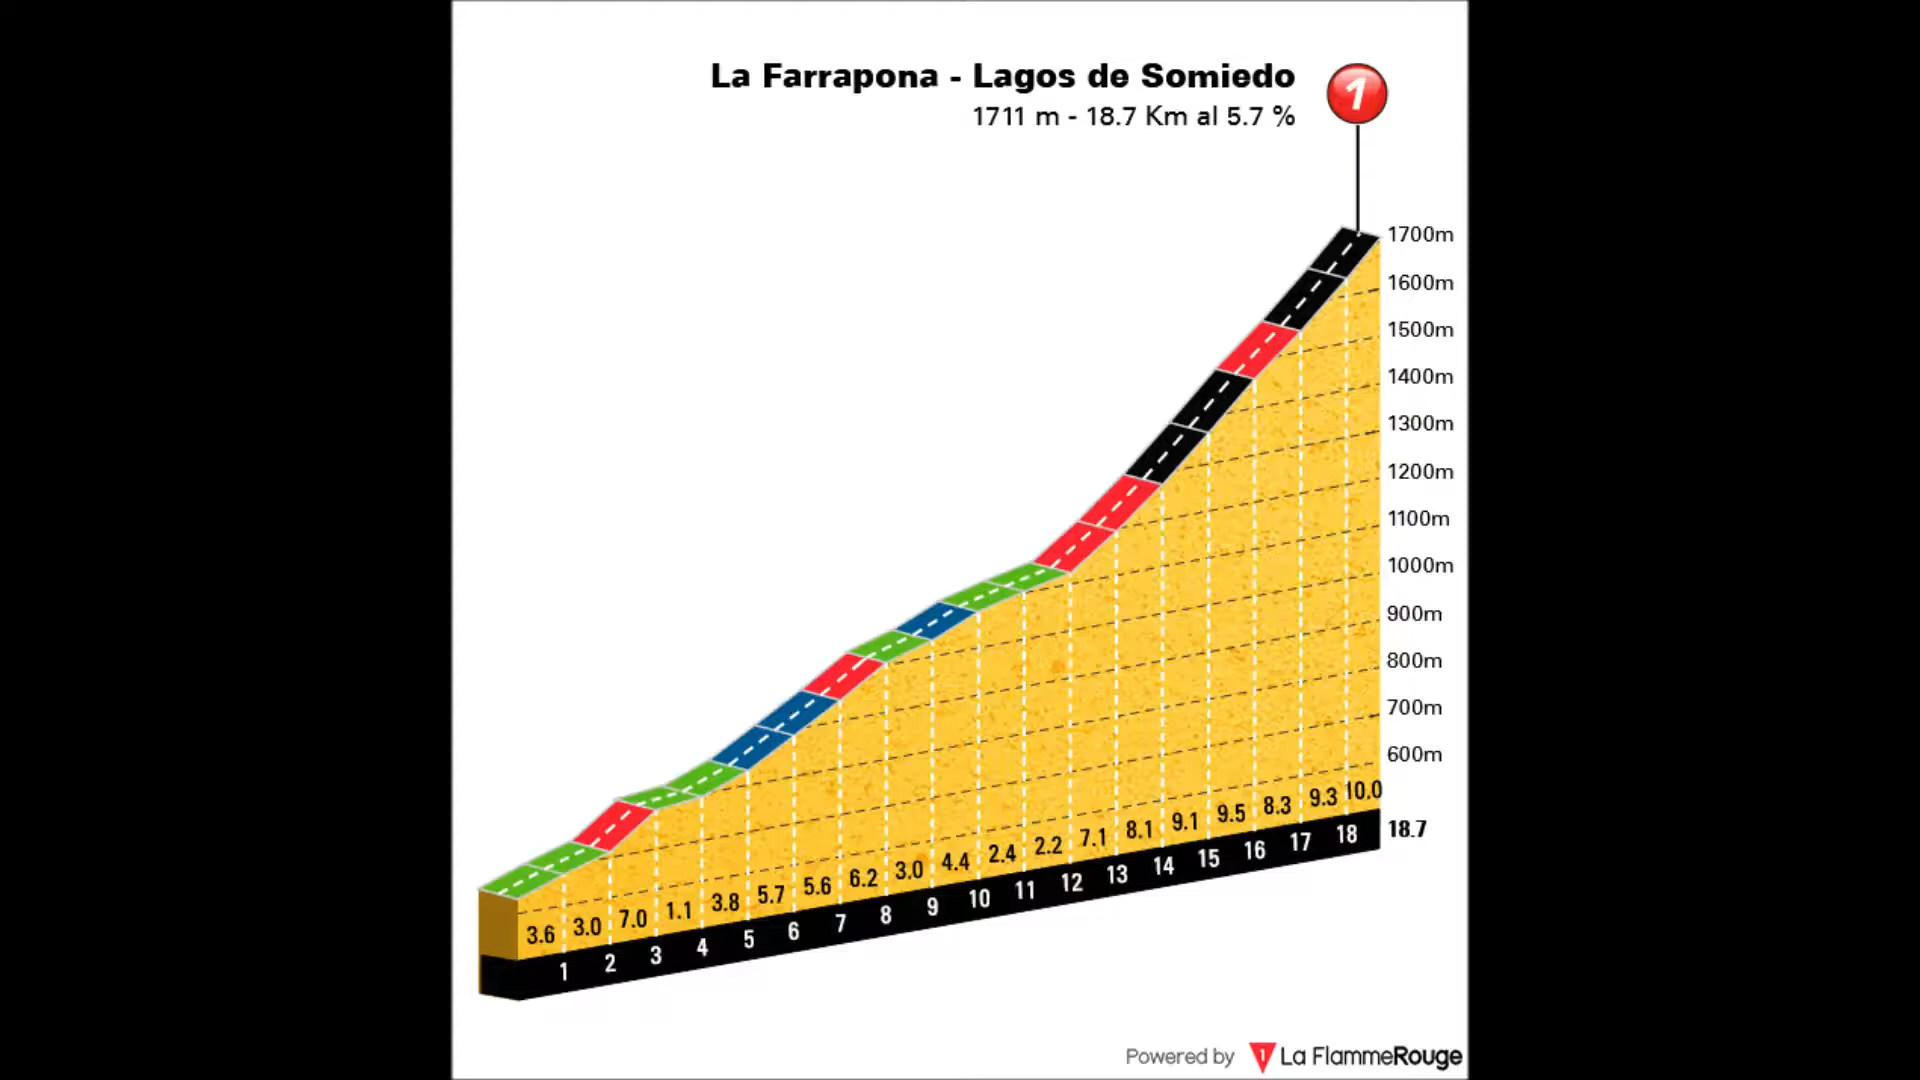 La Farrapona - Lagos de Somiedo
1711 m - 18.7 Km al 5.7 %
1
1700m
1600m
1500m
1400m
1300m
1200m
1100m
1000m
900m
800m
700m
600m
3.6 3.0 7.0 1.1 3.8 5.7 5.6 6.2 3.0 4.4 2.4 2.2 7.1 8.1 9.1 9.5 8.3 9.3 10.0
1 2 3 4 5 6 7 8 9 10 11 12 13 14 15 16 17 18 18.7
Powered by 1 La FlammeRouge